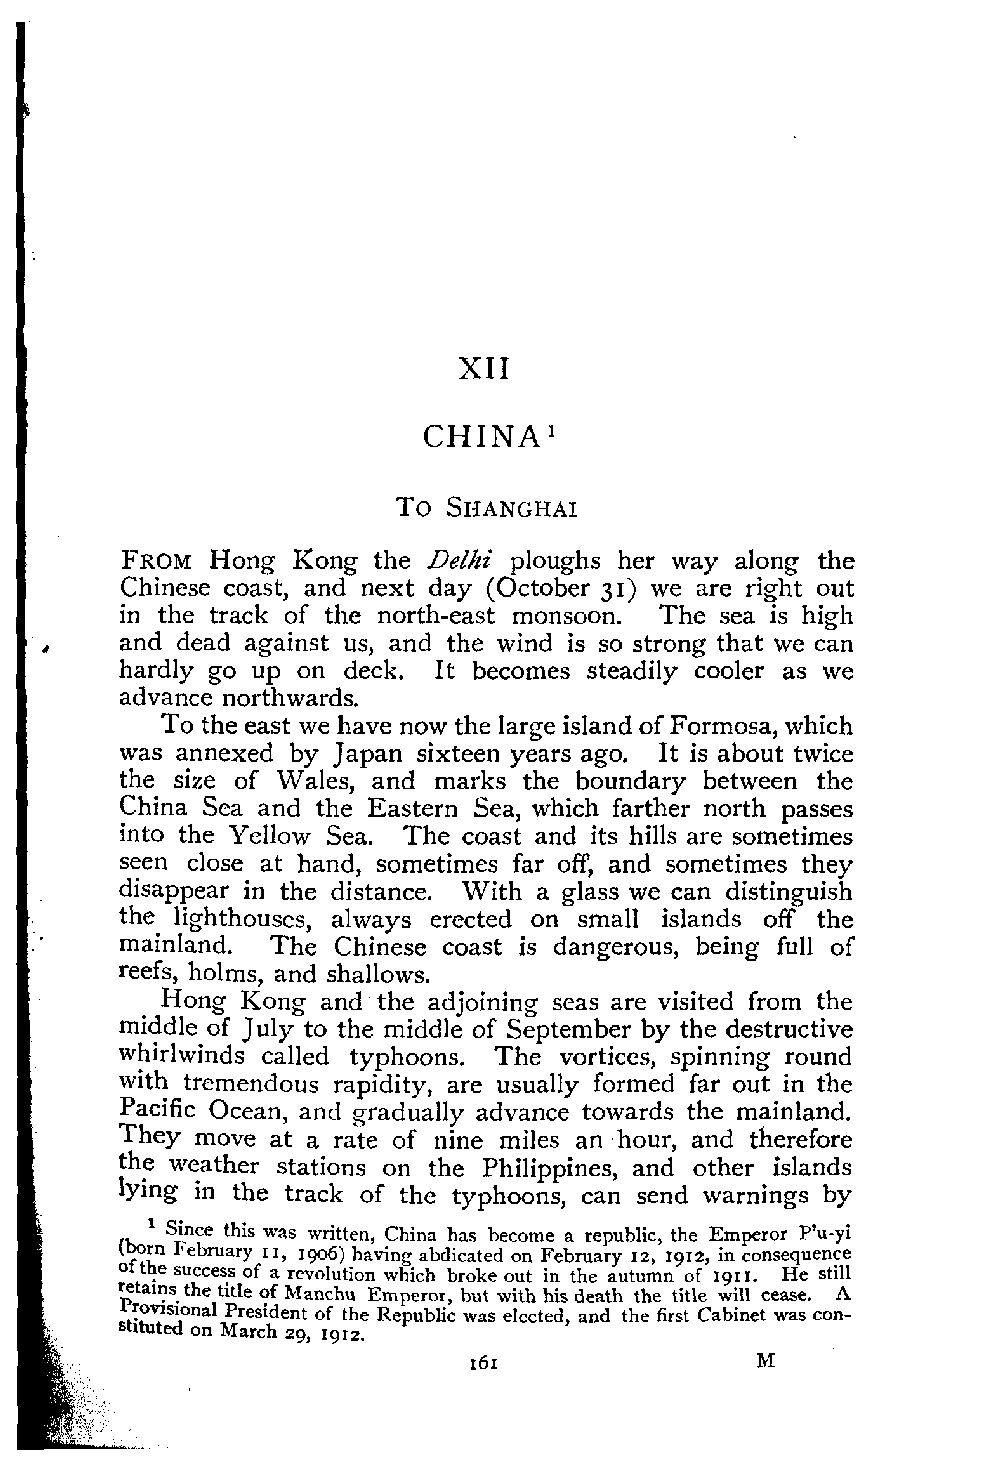 XII
CHINA¹
TO SHANGHAI
FROM Hong Kong the Delhi ploughs her way along the
Chinese coast, and next day (October 31) we are right out
in the track of the north-east monsoon. The sea is high
and dead against us, and the wind is so strong that we can
hardly go up on deck. It becomes steadily cooler as we
advance northwards.
To the east we have now the large island of Formosa, which
was annexed by Japan sixteen years ago. It is about twice
the size of Wales, and marks the boundary between the
China Sea and the Eastern Sea, which farther north passes
into the Yellow Sea. The coast and its hills are sometimes
seen close at hand, sometimes far off, and sometimes they
disappear in the distance. With a glass we can distinguish
the lighthouses, always erected on small islands off the
mainland. The Chinese coast is dangerous, being full of
reefs, holms, and shallows.
Hong Kong and the adjoining seas are visited from the
middle of July to the middle of September by the destructive
whirlwinds called typhoons. The vortices, spinning round
with tremendous rapidity, are usually formed far out in the
Pacific Ocean, and gradually advance towards the mainland.
They move at a rate of nine miles an hour, and therefore
the weather stations on the Philippines, and other islands
lying in the track of the typhoons, can send warnings by
¹ Since this was written, China has become a republic, the Emperor P'u-yi
(born February 11, 1906) having abdicated on February 12, 1912, in consequence
of the success of a revolution which broke out in the autumn of 1911. He still
retains the title of Manchu Emperor, but with his death the title will cease. A
Provisional President of the Republic was elected, and the first Cabinet was con-
stituted on March 29, 1912.
161 M